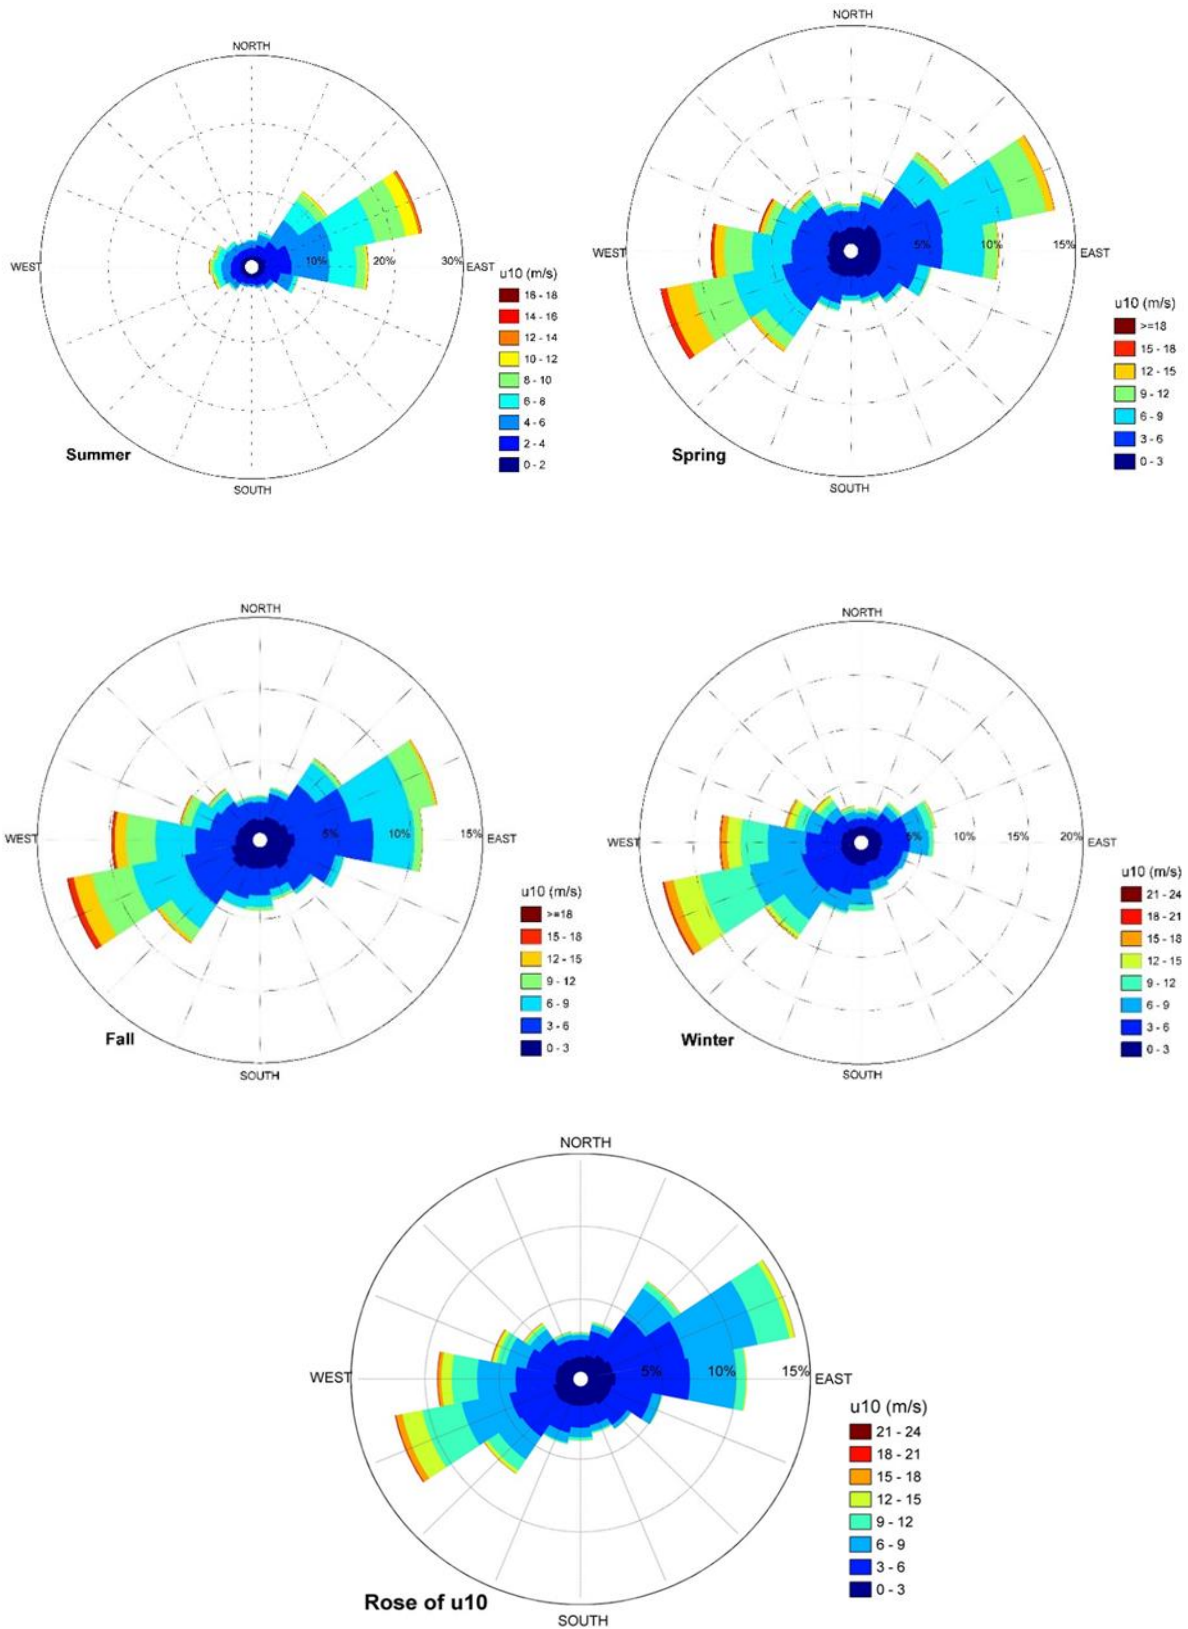 NORTH
WEST
10%
20%
30%
EAST
SOUTH
Summer
u10 (m/s)
16 - 18
14 - 16
12 - 14
10 - 12
8 - 10
6 - 8
4 - 6
2 - 4
0 - 2
NORTH
WEST
5%
10%
15%
EAST
SOUTH
Spring
u10 (m/s)
>=18
15 - 18
12 - 15
9 - 12
6 - 9
3 - 6
0 - 3
NORTH
WEST
5%
10%
15%
EAST
SOUTH
Fall
u10 (m/s)
>=18
15 - 18
12 - 15
9 - 12
6 - 9
3 - 6
0 - 3
NORTH
WEST
5%
10%
15%
20%
EAST
SOUTH
Winter
u10 (m/s)
21 - 24
18 - 21
15 - 18
12 - 15
9 - 12
6 - 9
3 - 6
0 - 3
NORTH
WEST
5%
10%
15%
EAST
SOUTH
Rose of u10
u10 (m/s)
21 - 24
18 - 21
15 - 18
12 - 15
9 - 12
6 - 9
3 - 6
0 - 3